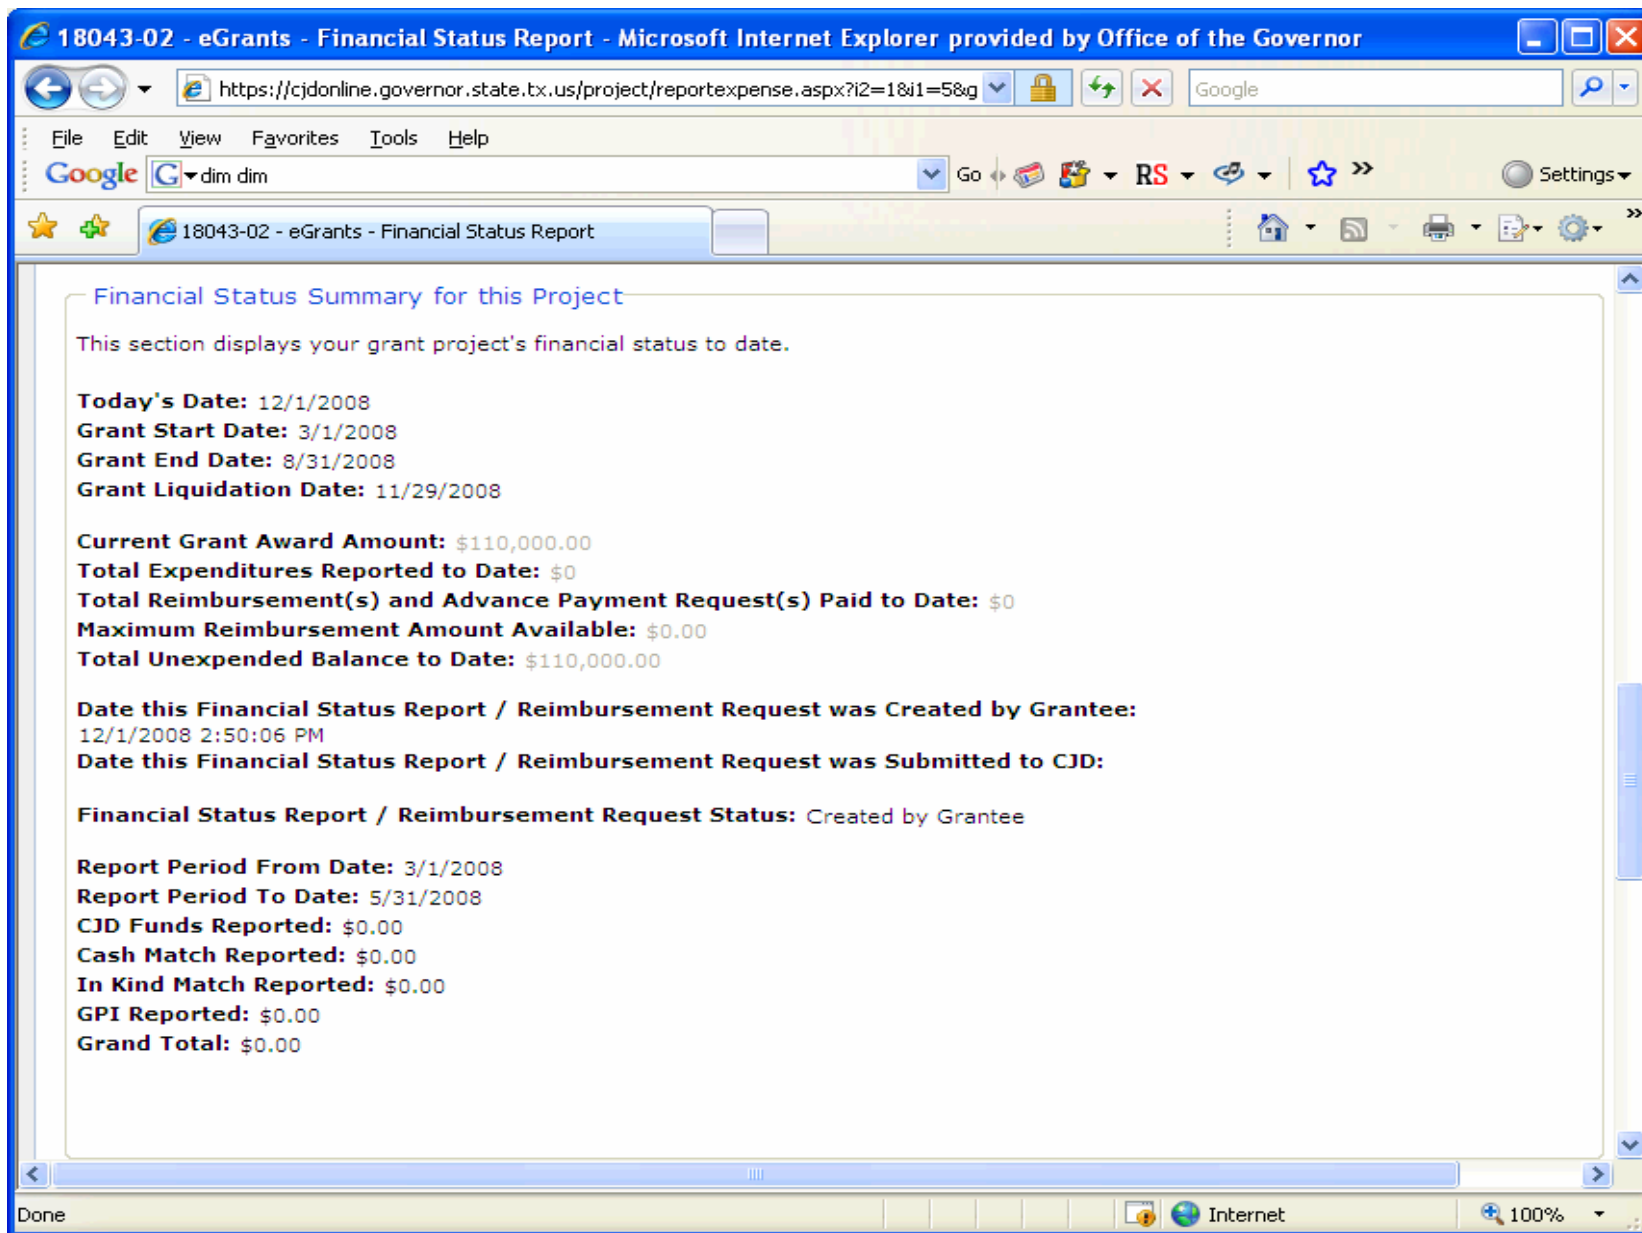 18043-02 - eGrants - Financial Status Report - Microsoft Internet Explorer provided by Office of the Governor
https://cjdonline.governor.state.tx.us/project/reportexpense.aspx?i2=1&i1=5&g
Google
File Edit View Favorites Tools Help
Google G dim dim Go RS » Settings
18043-02 - eGrants - Financial Status Report »
Financial Status Summary for this Project
This section displays your grant project's financial status to date.
Today's Date: 12/1/2008
Grant Start Date: 3/1/2008
Grant End Date: 8/31/2008
Grant Liquidation Date: 11/29/2008
Current Grant Award Amount: $110,000.00
Total Expenditures Reported to Date: $0
Total Reimbursement(s) and Advance Payment Request(s) Paid to Date: $0
Maximum Reimbursement Amount Available: $0.00
Total Unexpended Balance to Date: $110,000.00
Date this Financial Status Report / Reimbursement Request was Created by Grantee:
12/1/2008 2:50:06 PM
Date this Financial Status Report / Reimbursement Request was Submitted to CJD:
Financial Status Report / Reimbursement Request Status: Created by Grantee
Report Period From Date: 3/1/2008
Report Period To Date: 5/31/2008
CJD Funds Reported: $0.00
Cash Match Reported: $0.00
In Kind Match Reported: $0.00
GPI Reported: $0.00
Grand Total: $0.00
Done Internet 100%